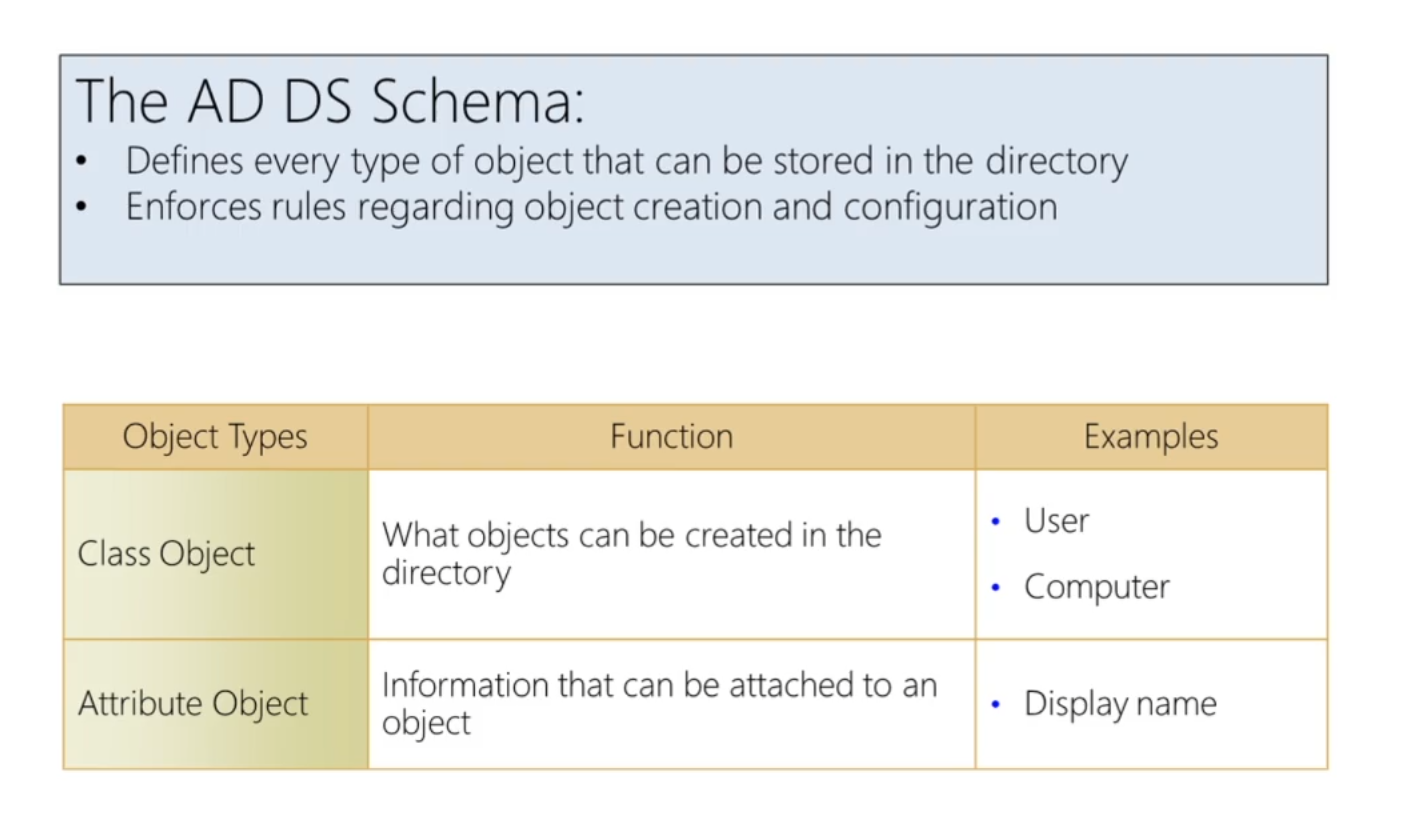 The AD DS Schema:
• Defines every type of object that can be stored in the directory
• Enforces rules regarding object creation and configuration
Object Types Function Examples
Class Object
What objects can be created in the
directory
• User
• Computer
Attribute Object
Information that can be attached to an
object
• Display name